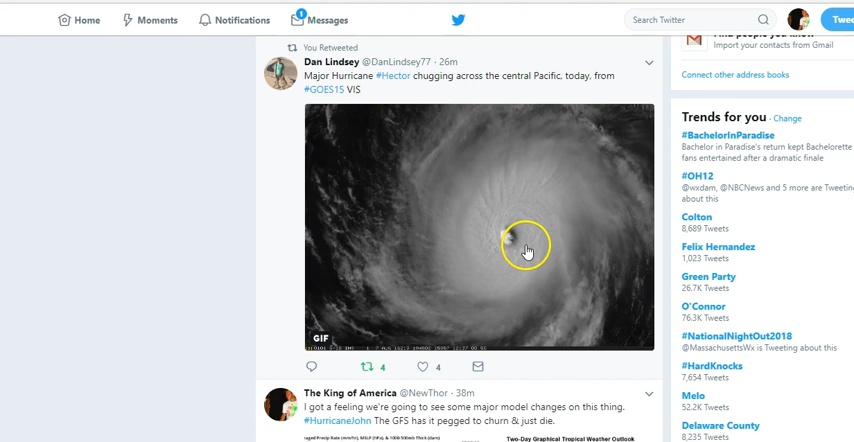 Home
Moments
Notifications
1
Messages
Search Twitter
Twee
You Retweeted
Dan Lindsey @DanLindsey77 · 26m
Major Hurricane #Hector chugging across the central Pacific, today, from
#GOES15 VIS
GIF
4
4
The King of America @NewThor · 38m
I got a feeling we're going to see some major model changes on this thing.
#HurricaneJohn The GFS has it pegged to churn & just die.
Two-Day Graphical Tropical Weather Outlook
Find people you know
Import your contacts from Gmail
Connect other address books
Trends for you · Change
#BachelorInParadise
Bachelor in Paradise's return kept Bachelorette
fans entertained after a dramatic finale
#OH12
@wxdam, @NBCNews and 5 more are Tweeting
about this
Colton
8,689 Tweets
Felix Hernandez
1,023 Tweets
Green Party
26.7K Tweets
O'Connor
76.3K Tweets
#NationalNightOut2018
@MassachusettsWx is Tweeting about this
#HardKnocks
7,654 Tweets
Melo
52.2K Tweets
Delaware County
8,235 Tweets